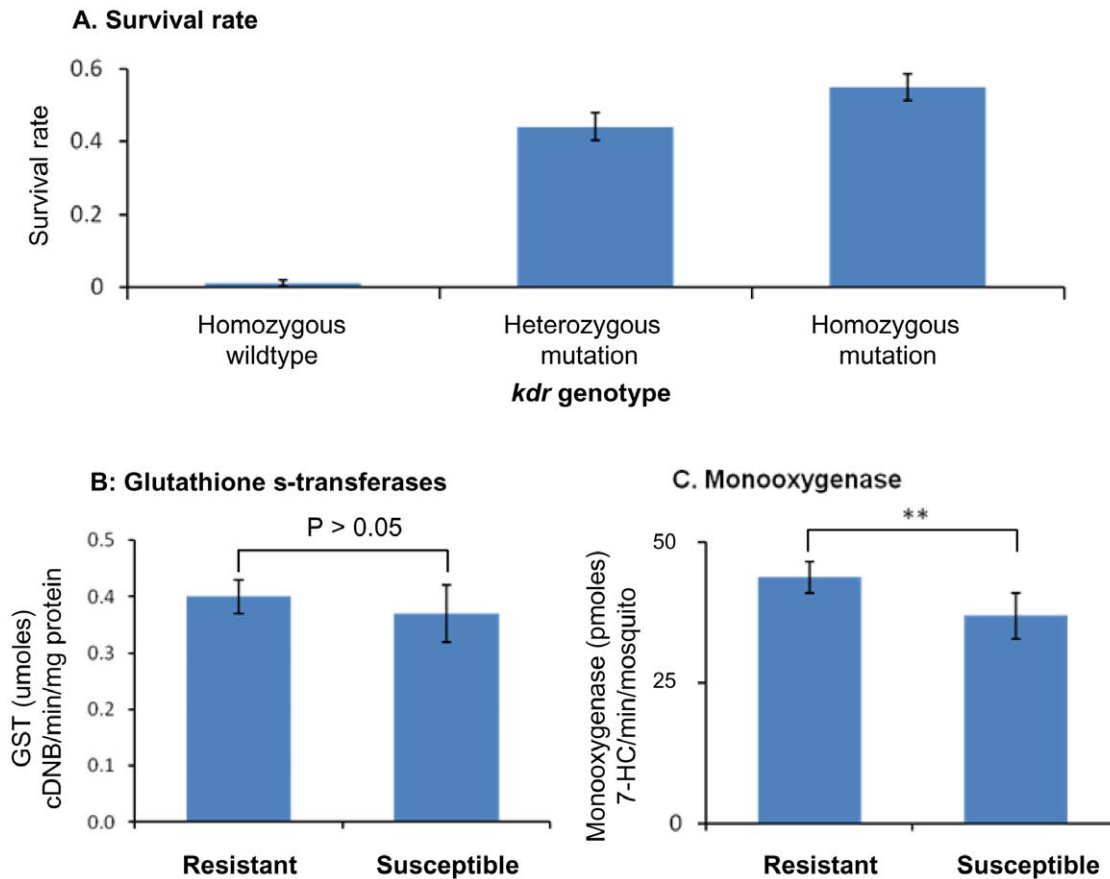 A. Survival rate
0.6
0.4
0.2
0
Survival rate
Homozygous
wildtype
Heterozygous
mutation
Homozygous
mutation
kdr genotype
B: Glutathione s-transferases
P > 0.05
0.5
0.4
0.3
0.2
0.1
0.0
GST (umoles)
cDNB/min/mg protein
Resistant
Susceptible
C. Monooxygenase
**
50
25
0
Monooxygenase (pmoles)
7-HC/min/mosquito
Resistant
Susceptible